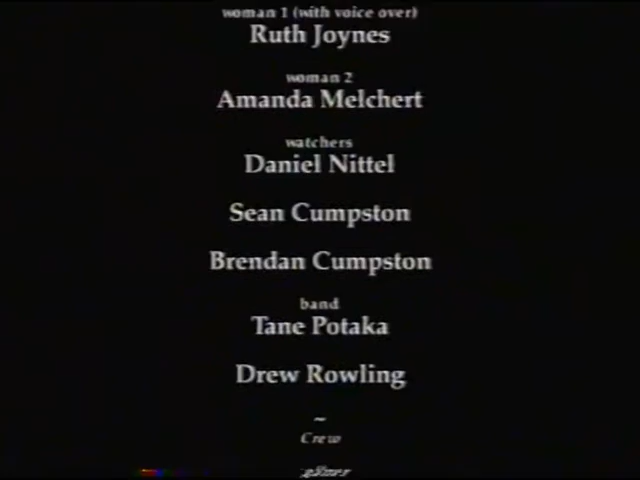 woman 1 (with voice over)
Ruth Joynes
woman 2
Amanda Melchert
watchers
Daniel Nittel
Sean Cumpston
Brendan Cumpston
band
Tane Potaka
Drew Rowling
~
Crew